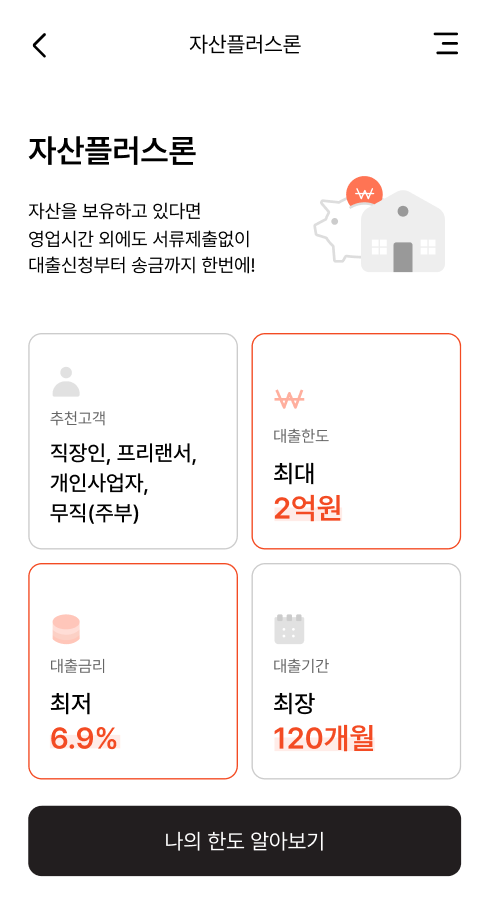 자산플러스론
자산플러스론
자산을 보유하고 있다면
영업시간 외에도 서류제출없이
대출신청부터 송금까지 한번에!
추천고객
직장인, 프리랜서,
개인사업자,
무직(주부)
대출한도
최대
2억원
대출금리
최저
6.9%
대출기간
최장
120개월
나의 한도 알아보기